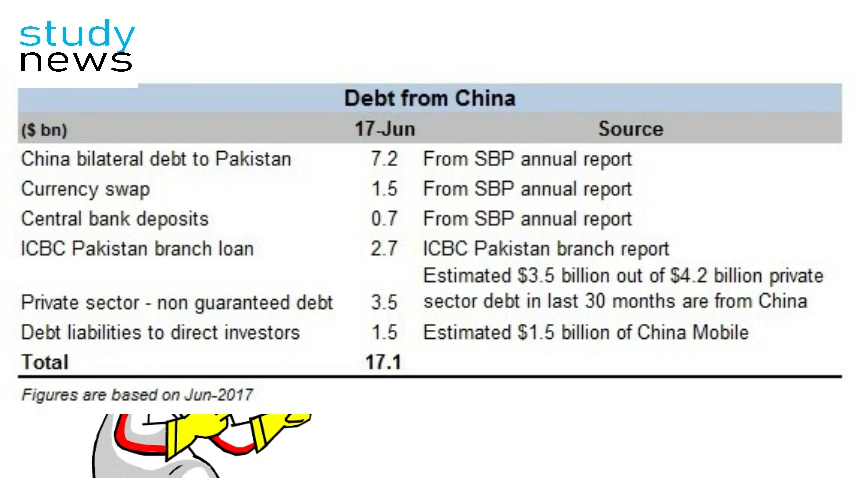 study
news
Debt from China
($ bn) 17-Jun Source
China bilateral debt to Pakistan 7.2 From SBP annual report
Currency swap 1.5 From SBP annual report
Central bank deposits 0.7 From SBP annual report
ICBC Pakistan branch loan 2.7 ICBC Pakistan branch report
Estimated $3.5 billion out of $4.2 billion private
Private sector - non guaranteed debt 3.5 sector debt in last 30 months are from China
Debt liabilities to direct investors 1.5 Estimated $1.5 billion of China Mobile
Total 17.1
Figures are based on Jun-2017